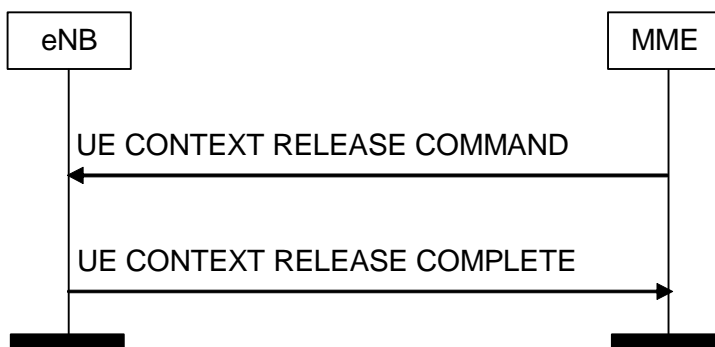 eNB
MME
UE CONTEXT RELEASE COMMAND
UE CONTEXT RELEASE COMPLETE